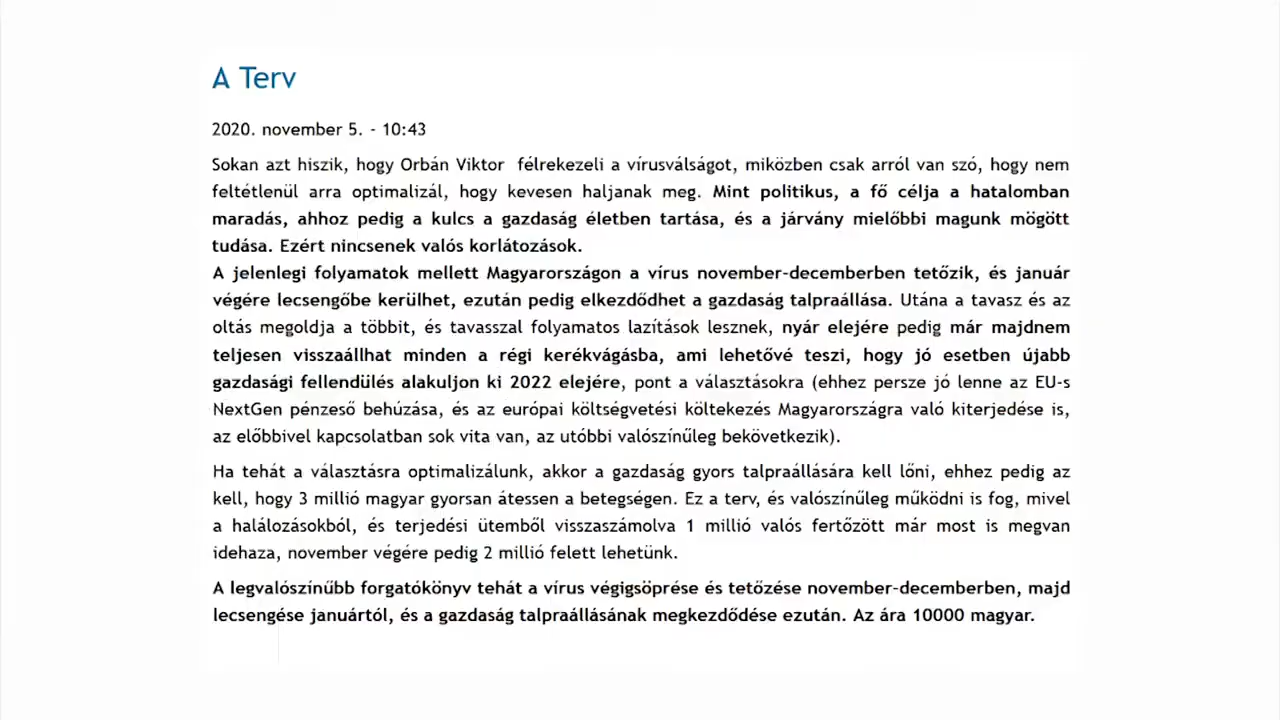 A Terv
2020. november 5. - 10:43
Sokan azt hiszik, hogy Orbán Viktor félrekezeli a vírusválságot, miközben csak arról van szó, hogy nem
feltétlenül arra optimalizál, hogy kevesen haljanak meg. Mint politikus, a fő célja a hatalomban
maradás, ahhoz pedig a kulcs a gazdaság életben tartása, és a járvány mielőbbi magunk mögött
tudása. Ezért nincsenek valós korlátozások.
A jelenlegi folyamatok mellett Magyarországon a vírus november-decemberben tetőzik, és január
végére lecsengőbe kerülhet, ezután pedig elkezdődhet a gazdaság talpraállása. Utána a tavasz és az
oltás megoldja a többit, és tavasszal folyamatos lazítások lesznek, nyár elejére pedig már majdnem
teljesen visszaállhat minden a régi kerékvágásba, ami lehetővé teszi, hogy jó esetben újabb
gazdasági fellendülés alakuljon ki 2022 elejére, pont a választásokra (ehhez persze jó lenne az EU-s
NextGen pénzeső behúzása, és az európai költségvetési költekezés Magyarországra való kiterjedése is,
az előbbivel kapcsolatban sok vita van, az utóbbi valószínűleg bekövetkezik).
Ha tehát a választásra optimalizálunk, akkor a gazdaság gyors talpraállására kell lőni, ehhez pedig az
kell, hogy 3 millió magyar gyorsan átessen a betegségen. Ez a terv, és valószínűleg működni is fog, mivel
a halálozásokból, és terjedési ütemből visszaszámolva 1 millió valós fertőzött már most is megvan
idehaza, november végére pedig 2 millió felett lehetünk.
A legvalószínűbb forgatókönyv tehát a vírus végigsöprése és tetőzése november-decemberben, majd
lecsengése januártól, és a gazdaság talpraállásának megkezdődése ezután. Az ára 10000 magyar.